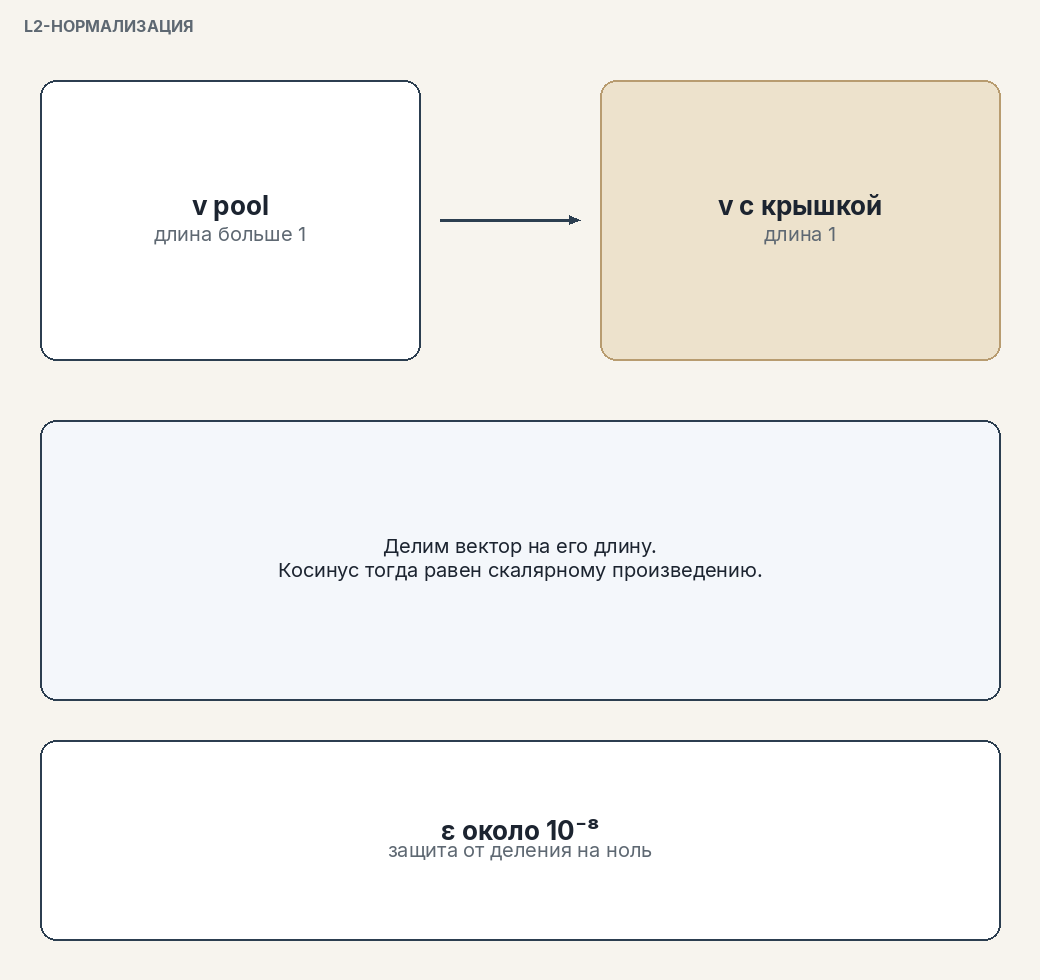 L2-НОРМАЛИЗАЦИЯ
v pool
длина больше 1
v с крышкой
длина 1
Делим вектор на его длину.
Косинус тогда равен скалярному произведению.
ε около 10⁻⁸
защита от деления на ноль